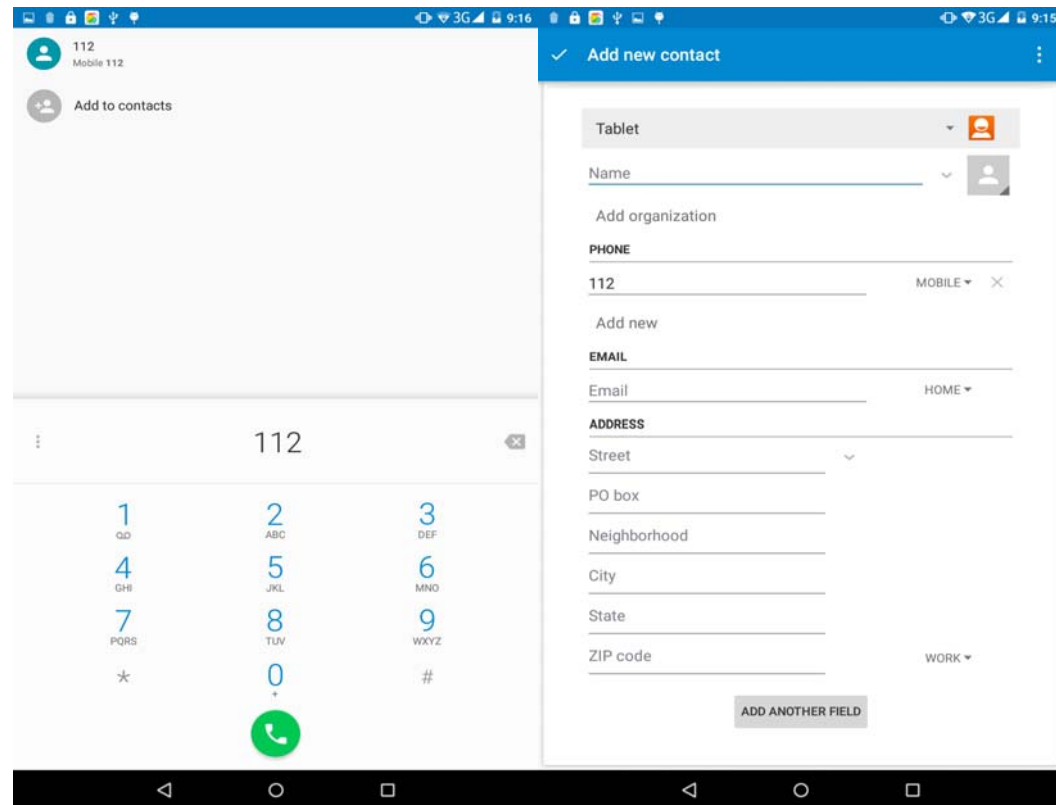 3G 9:16
112
Mobile 112
Add to contacts
112
1 2 3
ABC DEF
4 5 6
GHI JKL MNO
7 8 9
PQRS TUV WXYZ
* 0 #
+
3G 9:15
Add new contact
Tablet
Name
Add organization
PHONE
112 MOBILE
Add new
EMAIL
Email HOME
ADDRESS
Street
PO box
Neighborhood
City
State
ZIP code WORK
ADD ANOTHER FIELD